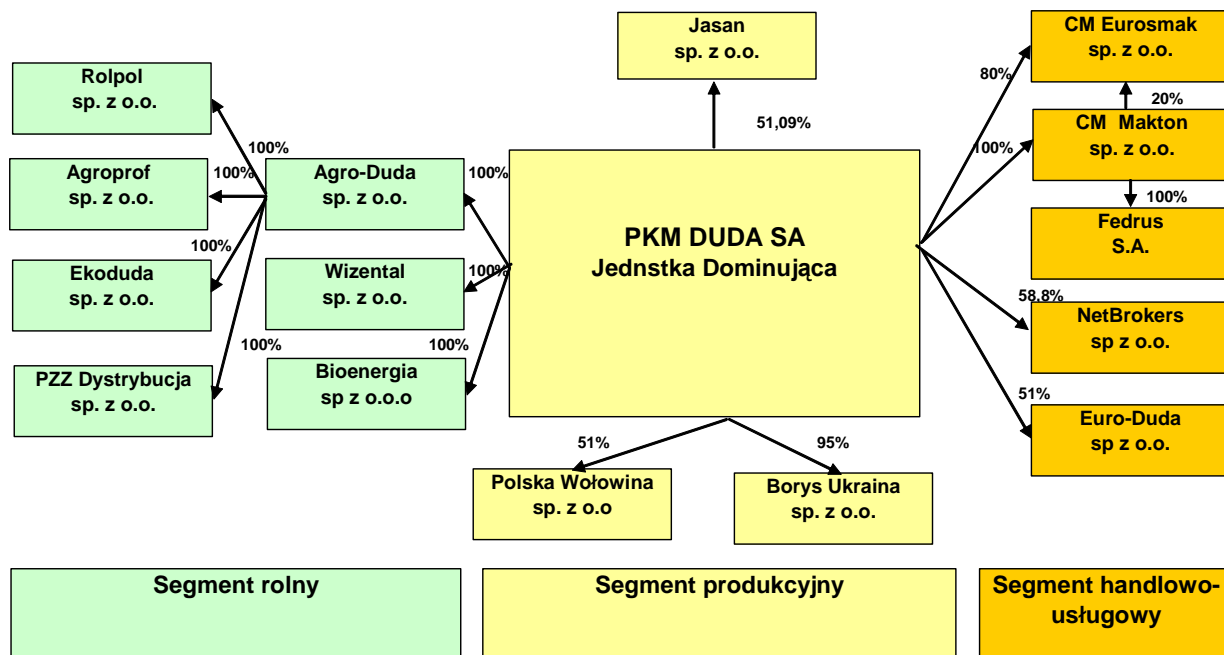 Jasan
sp. z o.o.
CM Eurosmak
sp. z o.o.
Rolpol
sp. z o.o.
80%
20%
51,09%
CM Makton
sp. z o.o.
100%
100%
Agroprof
sp. z o.o.
100%
Agro-Duda
sp. z o.o.
100%
100%
Fedrus
S.A.
PKM DUDA SA
Jednstka Dominująca
100%
Ekoduda
sp. z o.o.
Wizental
sp. z o.o.
100%
58,8%
NetBrokers
sp z o.o.
100%
100%
PZZ Dystrybucja
sp. z o.o.
Bioenergia
sp z o.o.o
51%
Euro-Duda
sp z o.o.
51%
95%
Polska Wołowina
sp. z o.o
Borys Ukraina
sp. z o.o.
Segment rolny
Segment produkcyjny
Segment handlowo-
usługowy